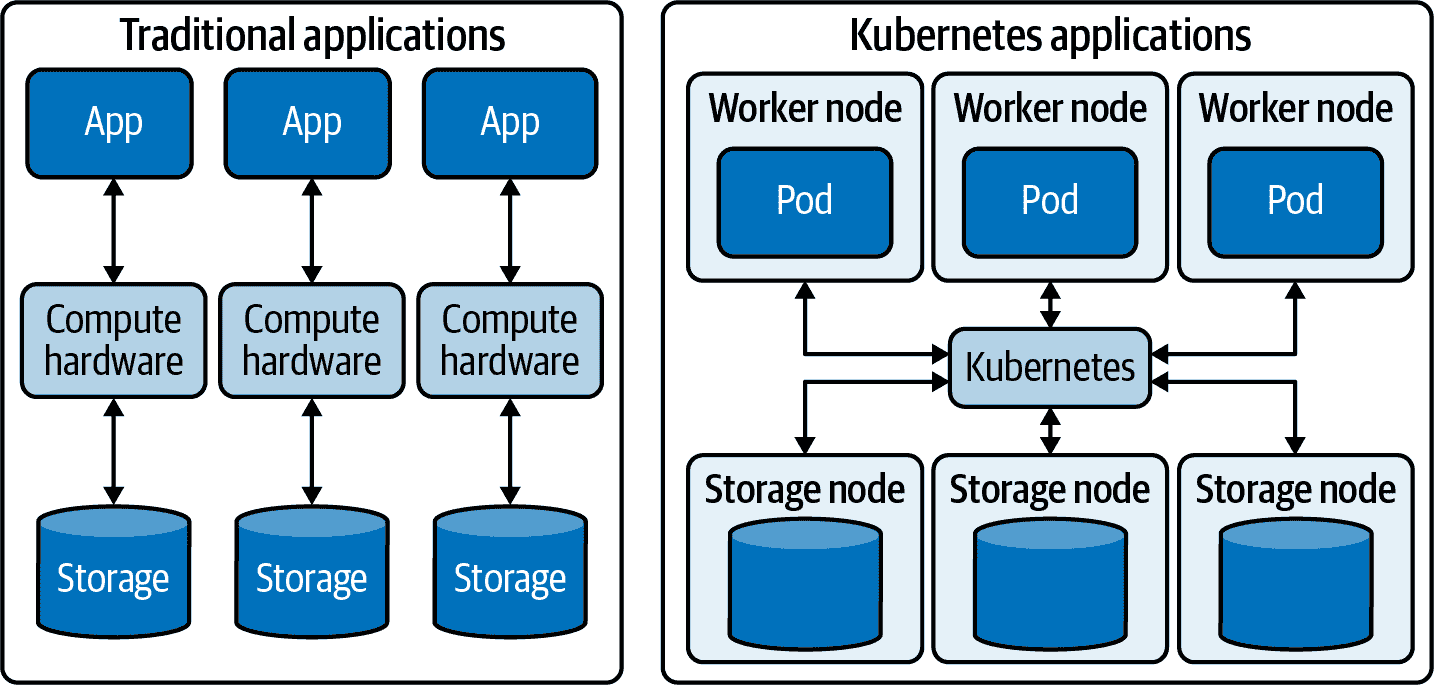 Traditional applications
App
App
App
Compute
hardware
Compute
hardware
Compute
hardware
Storage
Storage
Storage
Kubernetes applications
Worker node
Pod
Worker node
Pod
Worker node
Pod
Kubernetes
Storage node
Storage node
Storage node